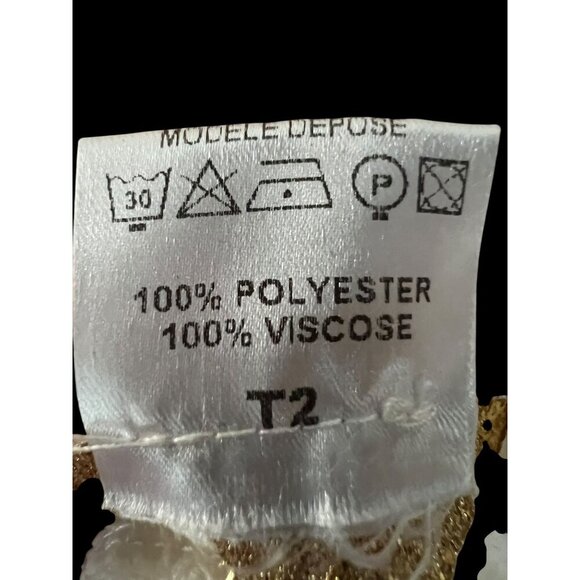 MODELE DEPOSE
30 P
100% POLYESTER
100% VISCOSE
T2